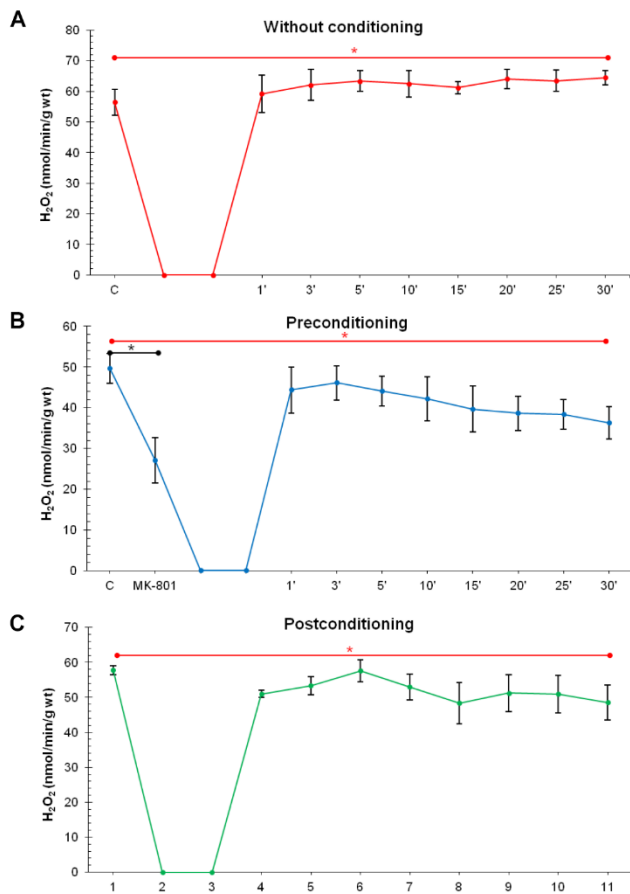 A
Without conditioning
*
80
70
60
50
40
30
20
10
0
H₂O₂ (nmol/min/g wt)
C 1' 3' 5' 10' 15' 20' 25' 30'
B
Preconditioning
*
*
60
50
40
30
20
10
0
H₂O₂ (nmol/min/g wt)
C MK-801 1' 3' 5' 10' 15' 20' 25' 30'
C
Postconditioning
*
70
60
50
40
30
20
10
0
H₂O₂ (nmol/min/g wt)
1 2 3 4 5 6 7 8 9 10 11